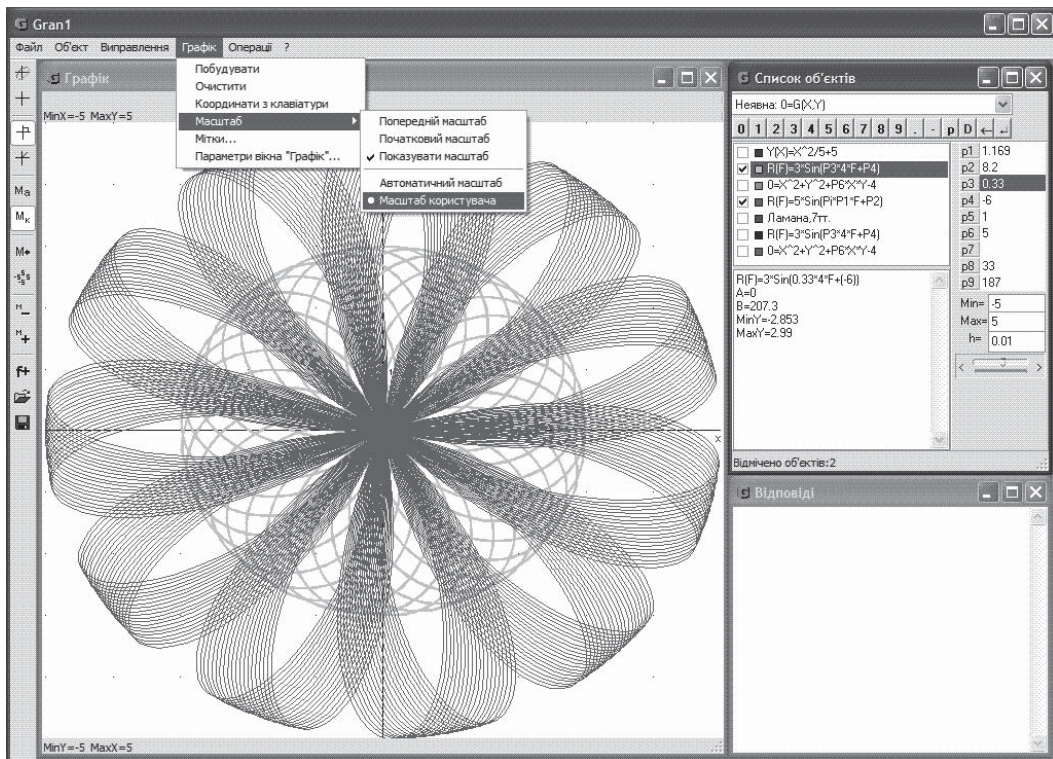 Gran1
Файл Об'єкт Виправлення Графік Операції ?
Графік
MinX=-5 MaxY=5
Побудувати
Очистити
Координати з клавіатури
Масштаб
Мітки...
Параметри вікна "Графік"...
Попередній масштаб
Початковий масштаб
Показувати масштаб
Автоматичний масштаб
Масштаб користувача
Ма
Мк
М
М
М
f+
x
MinY=-5 MaxX=5
Список об'єктів
Неявна: 0=G(X,Y)
0 1 2 3 4 5 6 7 8 9 . - p D
Y(X)=X^2/5+5
R(F)=3*Sin(P3*4*F+P4)
0=X^2+Y^2+P6*X*Y-4
R(F)=5*Sin(Pi*P1*F+P2)
Ламана,7тт.
R(F)=3*Sin(P3*4*F+P4)
0=X^2+Y^2+P6*X*Y-4
p1 1.169
p2 8.2
p3 0.33
p4 -6
p5 1
p6 5
p7
p8 33
p9 187
R(F)=3*Sin(0.33*4*F+(-6))
A=0
B=207.3
MinY=-2.853
MaxY=2.99
Min= -5
Max= 5
h= 0.01
Відмічено об'єктів:2
Відповіді